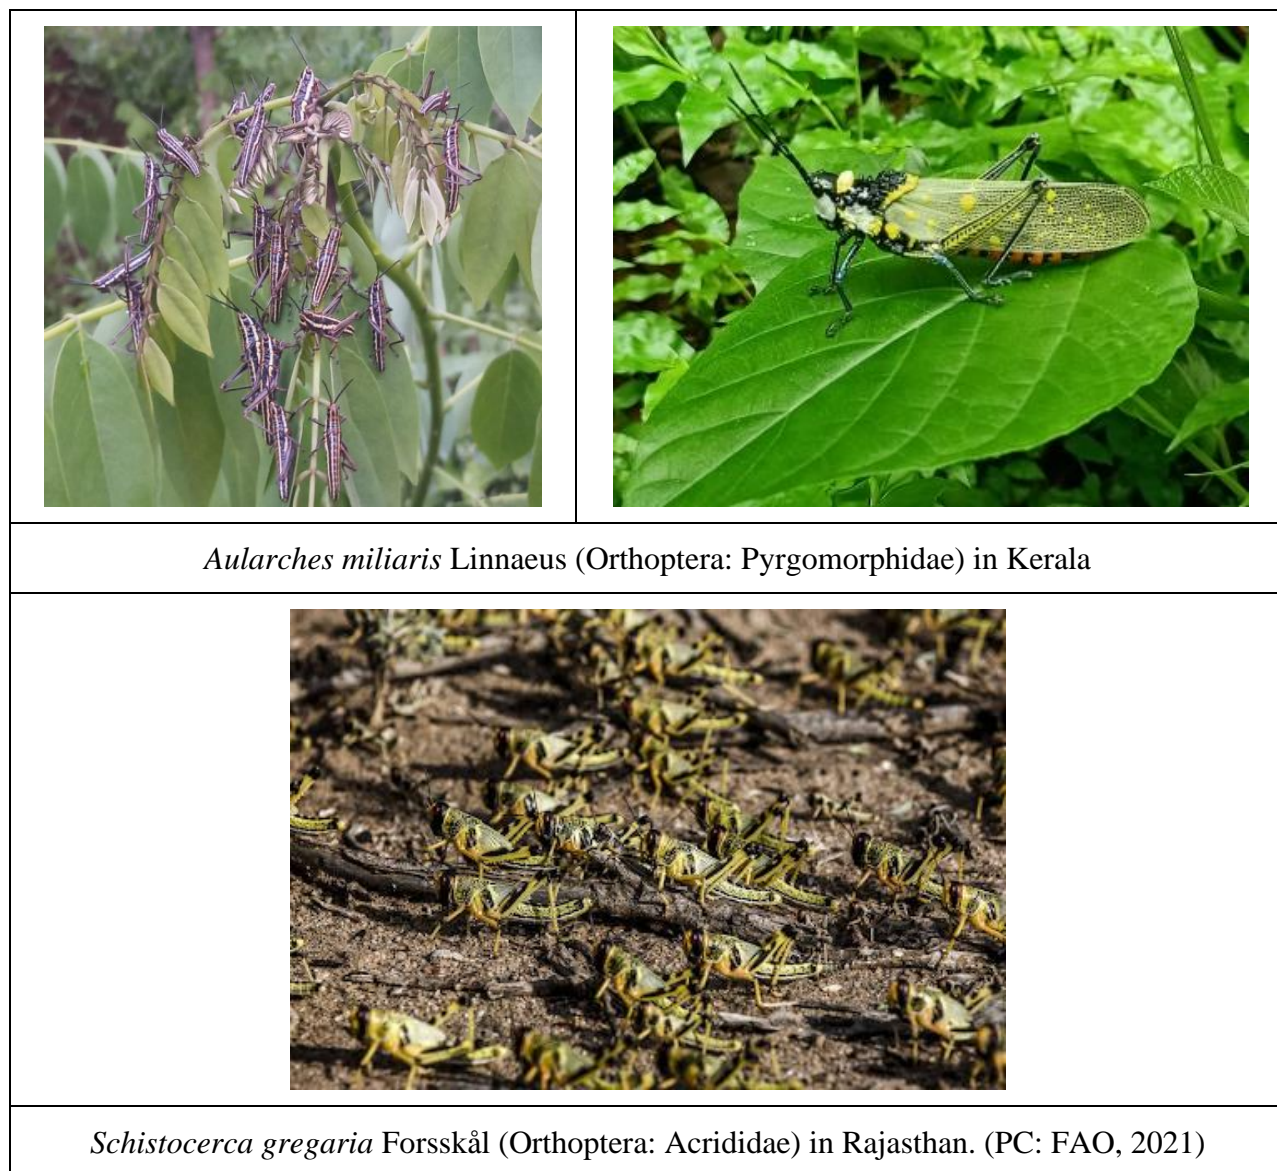 Aularches miliaris Linnaeus (Orthoptera: Pyrgomorphidae) in Kerala
Schistocerca gregaria Forsskål (Orthoptera: Acrididae) in Rajasthan. (PC: FAO, 2021)